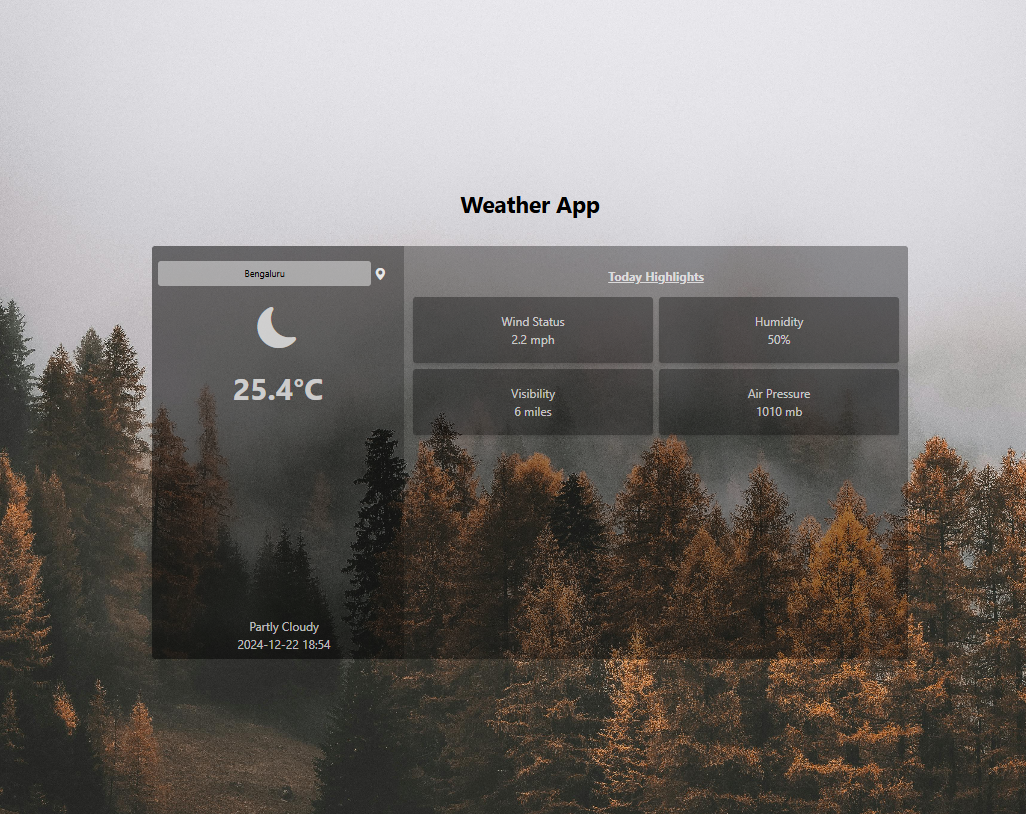 Weather App
Bengaluru
25.4°C
Partly Cloudy
2024-12-22 18:54
Today Highlights
Wind Status
2.2 mph
Humidity
50%
Visibility
6 miles
Air Pressure
1010 mb